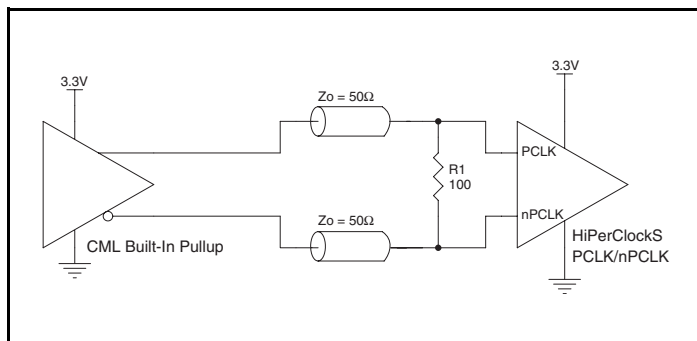 3.3V
Zo = 50Ω
3.3V
PCLK
R1
100
nPCLK
Zo = 50Ω
CML Built-In Pullup
HiPerClockS
PCLK/nPCLK